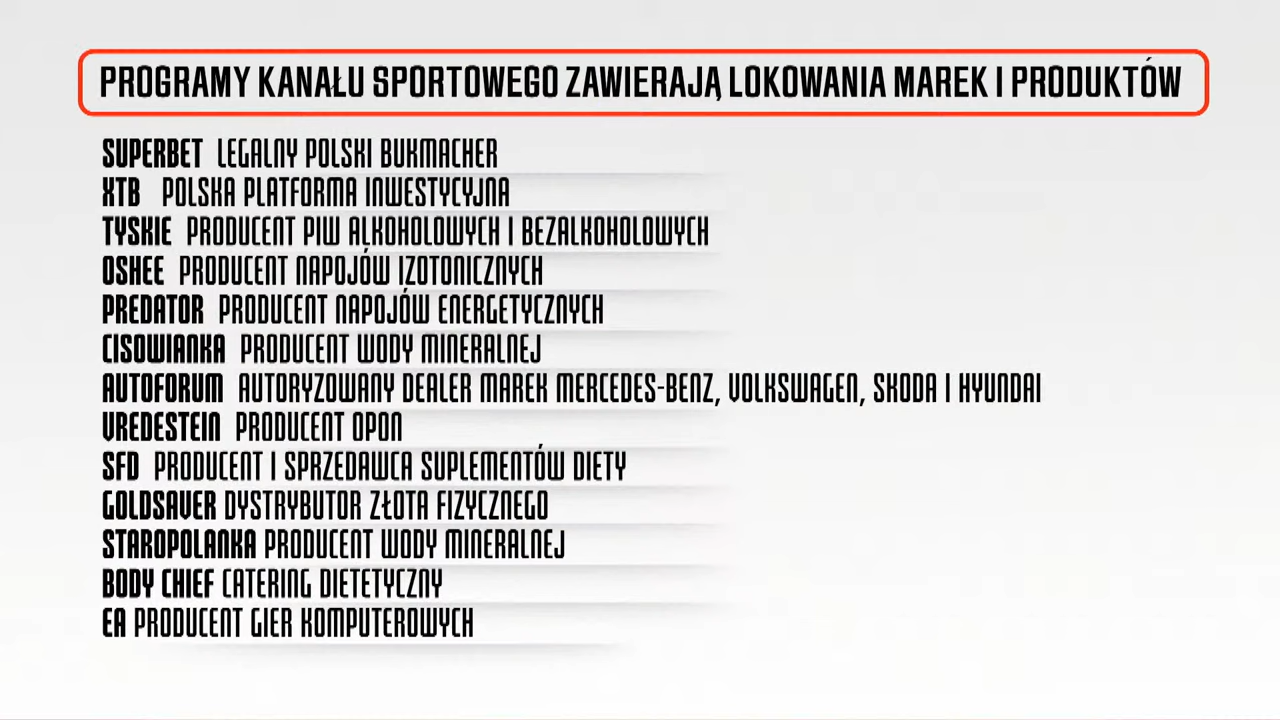 PROGRAMY KANAŁU SPORTOWEGO ZAWIERAJĄ LOKOWANIA MAREK I PRODUKTÓW
SUPERBET LEGALNY POLSKI BUKMACHER
XTB POLSKA PLATFORMA INWESTYCYJNA
TYSKIE PRODUCENT PIW ALKOHOLOWYCH I BEZALKOHOLOWYCH
OSHEE PRODUCENT NAPOJÓW IZOTONICZNYCH
PREDATOR PRODUCENT NAPOJÓW ENERGETYCZNYCH
CISOWIANKA PRODUCENT WODY MINERALNEJ
AUTOFORUM AUTORYZOWANY DEALER MAREK MERCEDES-BENZ, VOLKSWAGEN, SKODA I HYUNDAI
VREDESTEIN PRODUCENT OPON
SFD PRODUCENT I SPRZEDAWCA SUPLEMENTÓW DIETY
GOLDSAVER DYSTRYBUTOR ZŁOTA FIZYCZNEGO
STAROPOLANKA PRODUCENT WODY MINERALNEJ
BODY CHIEF CATERING DIETETYCZNY
EA PRODUCENT GIER KOMPUTEROWYCH